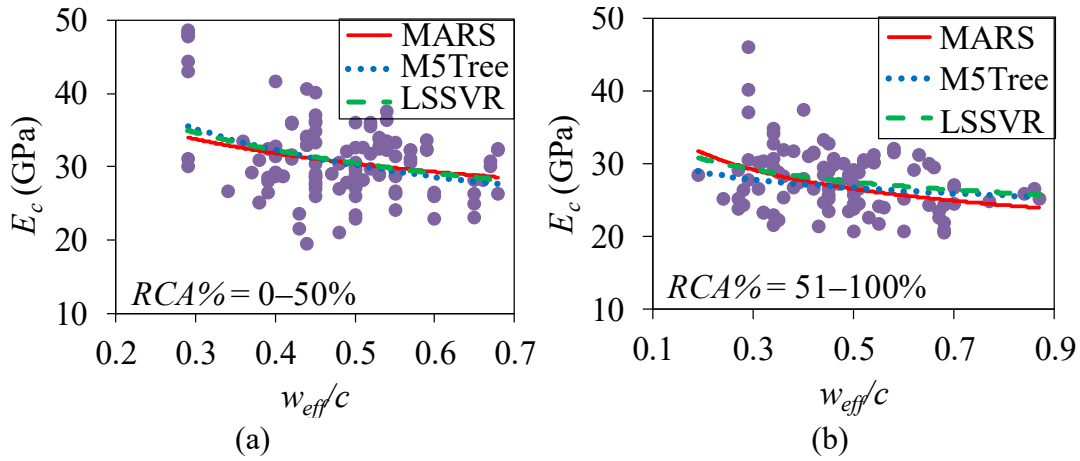 50
40
30
20
10
E_c (GPa)
MARS
M5Tree
LSSVR
RCA% = 0–50%
0.2 0.3 0.4 0.5 0.6 0.7
w_eff/c
(a)
50
40
30
20
10
E_c (GPa)
MARS
M5Tree
LSSVR
RCA% = 51–100%
0.1 0.3 0.5 0.7 0.9
w_eff/c
(b)